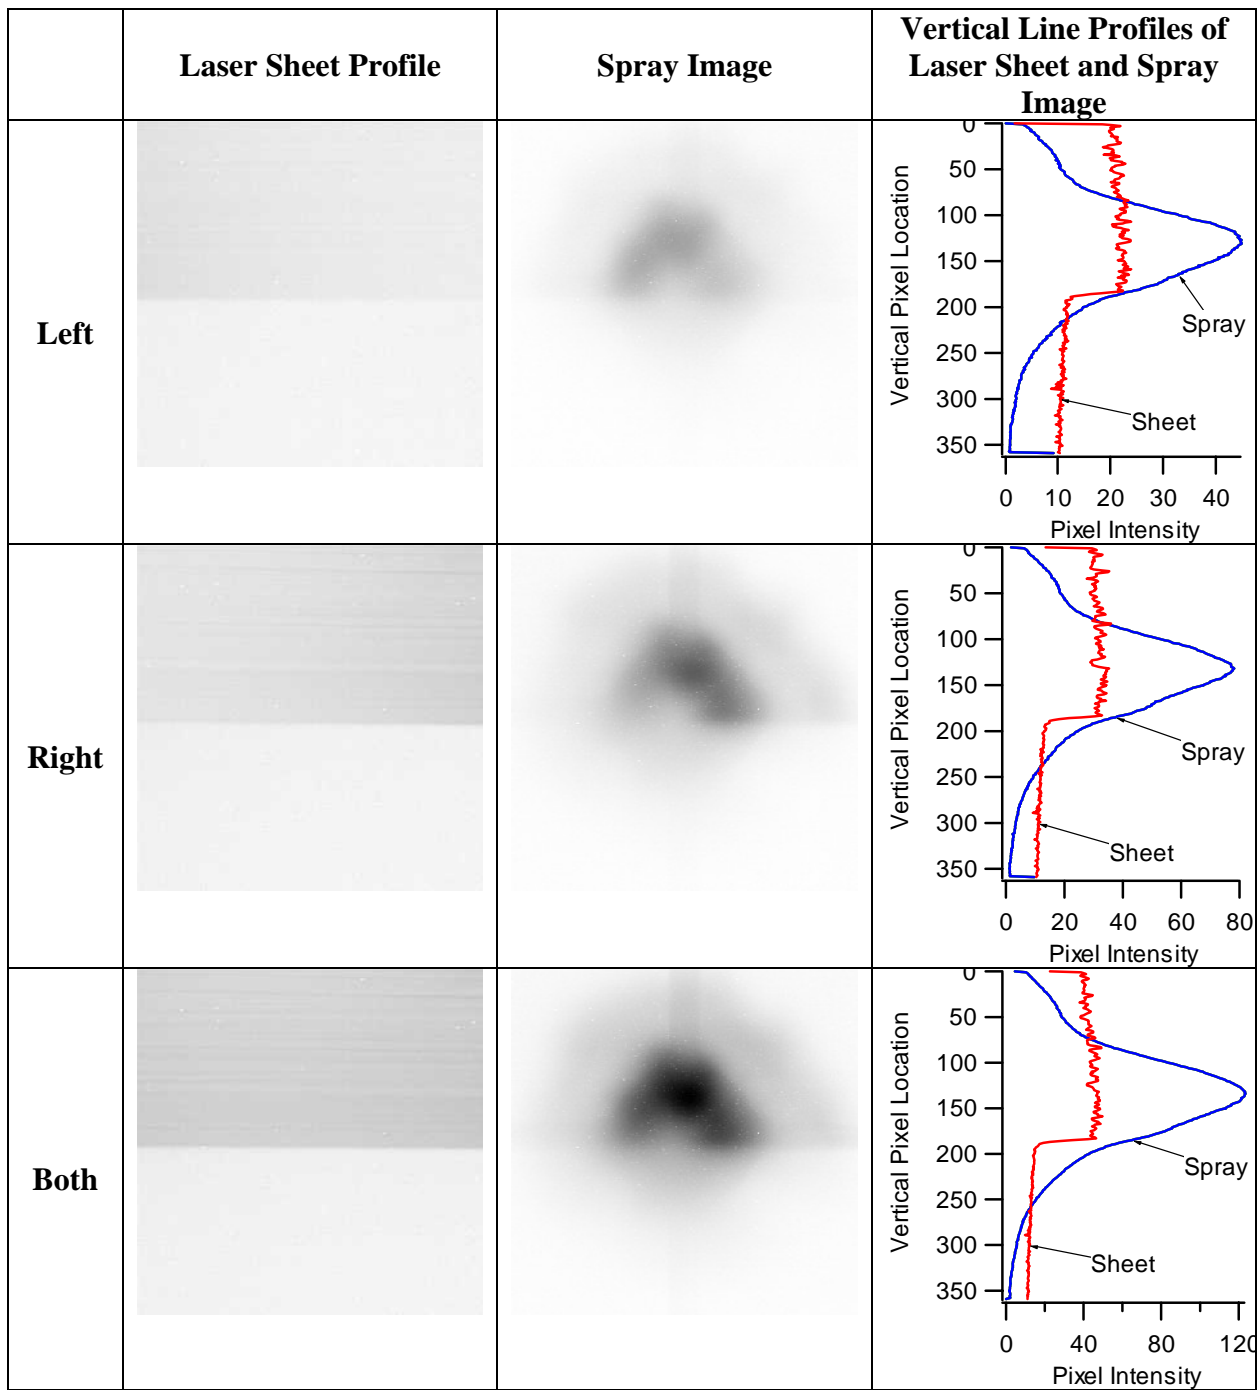 Laser Sheet Profile
Spray Image
Vertical Line Profiles of
Laser Sheet and Spray
Image
Left
Vertical Pixel Location
0
50
100
150
200
250
300
350
Spray
Sheet
0 10 20 30 40
Pixel Intensity
Right
Vertical Pixel Location
0
50
100
150
200
250
300
350
Spray
Sheet
0 20 40 60 80
Pixel Intensity
Both
Vertical Pixel Location
0
50
100
150
200
250
300
350
Spray
Sheet
0 40 80 120
Pixel Intensity